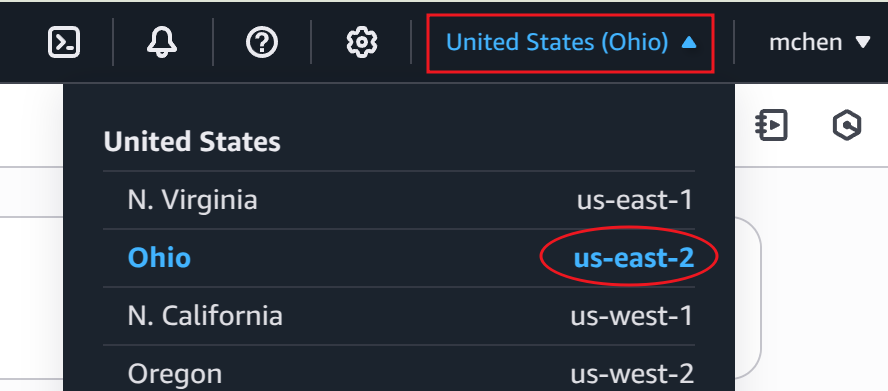 United States (Ohio) ▲ mchen ▼
United States
N. Virginia us-east-1
Ohio us-east-2
N. California us-west-1
Oregon us-west-2